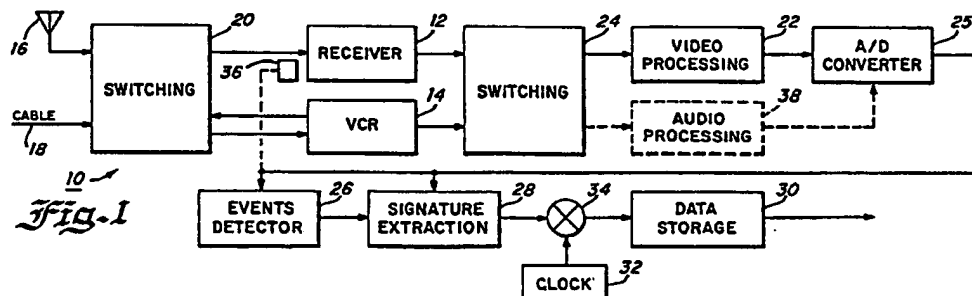 16
20
36
RECEIVER
12
24
VIDEO
PROCESSING
22
A/D
CONVERTER
25
SWITCHING
CABLE
18
VCR
14
SWITCHING
AUDIO
PROCESSING
38
10
Fig-1
EVENTS
DETECTOR
26
SIGNATURE
EXTRACTION
28
34
DATA
STORAGE
30
CLOCK
32